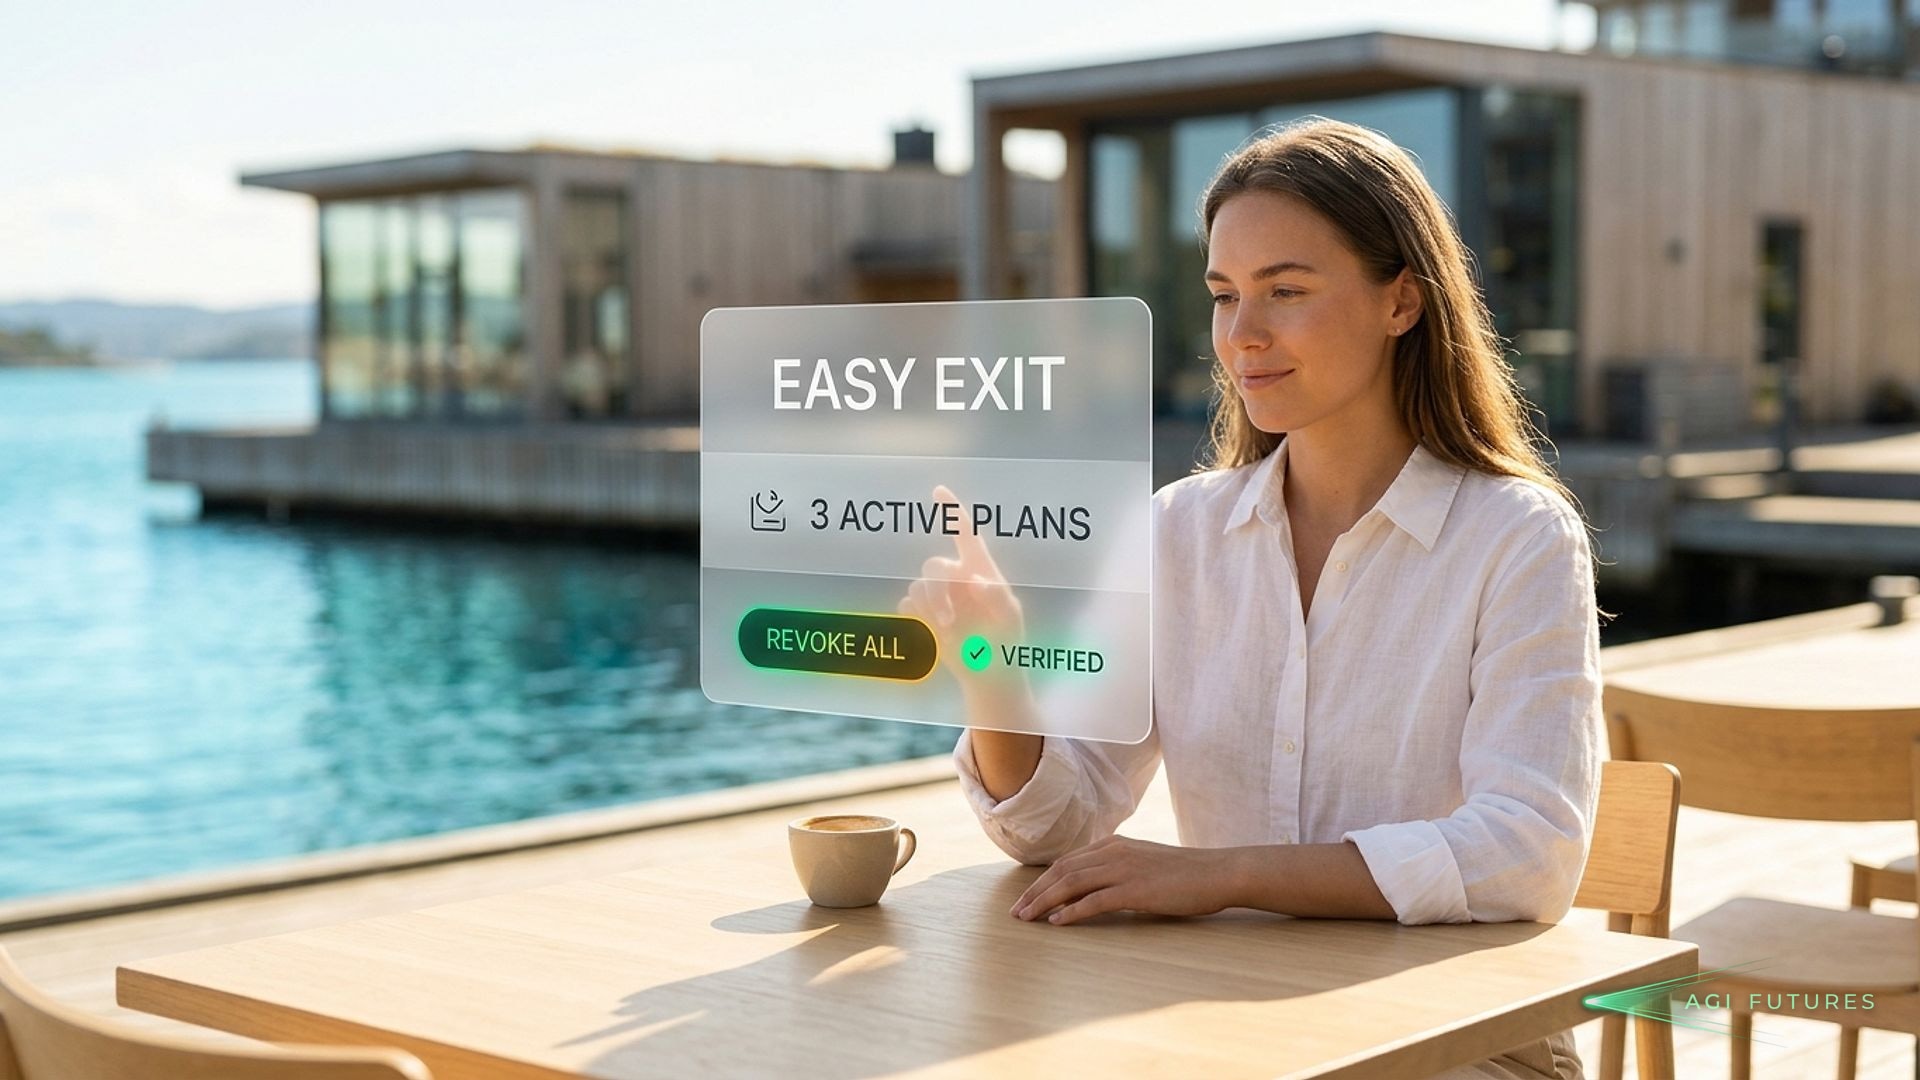 EASY EXIT
3 ACTIVE PLANS
REVOKE ALL
VERIFIED
AGI FUTURES